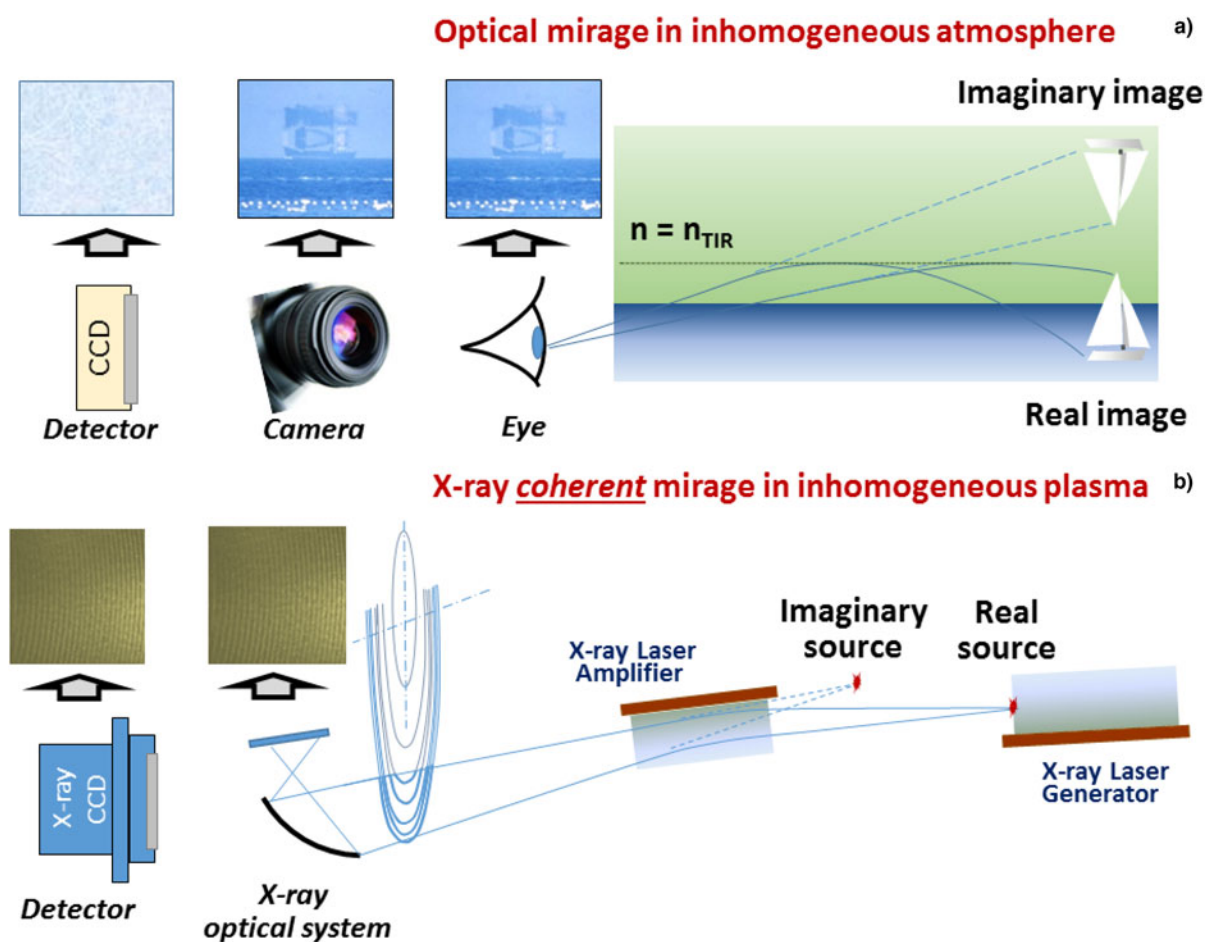 Optical mirage in inhomogeneous atmosphere
a)
Imaginary image
n = nTIR
CCD
Detector
Camera
Eye
Real image
X-ray coherent mirage in inhomogeneous plasma
b)
Imaginary
source
Real
source
X-ray Laser
Amplifier
X-ray Laser
Generator
X-ray
CCD
Detector
X-ray
optical system